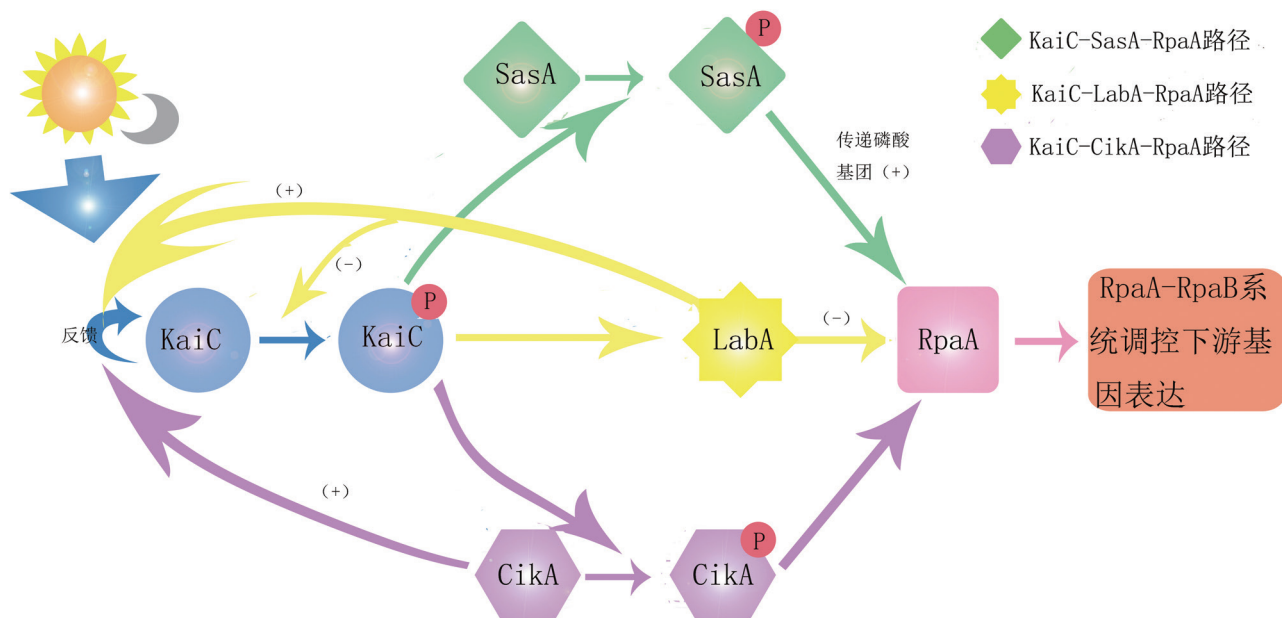 P
SasA
SasA
KaiC-SasA-RpaA路径
KaiC-LabA-RpaA路径
KaiC-CikA-RpaA路径
传递磷酸
基团（+）
（+）
（-）
P
反馈
KaiC
KaiC
LabA
（-）
RpaA
RpaA-RpaB系
统调控下游基
因表达
（+）
P
CikA
CikA